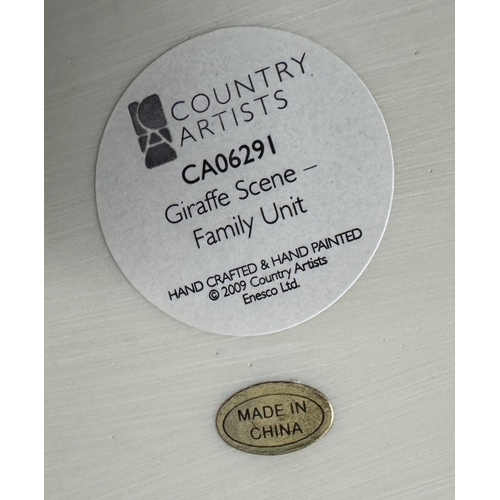 COUNTRY
ARTISTS
CA06291
Giraffe Scene –
Family Unit
HAND CRAFTED & HAND PAINTED
© 2009 Country Artists
Enesco Ltd.
MADE IN
CHINA